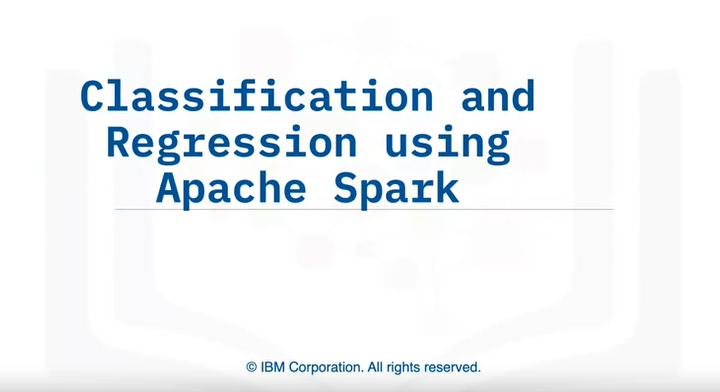 Classification and
Regression using
Apache Spark
© IBM Corporation. All rights reserved.